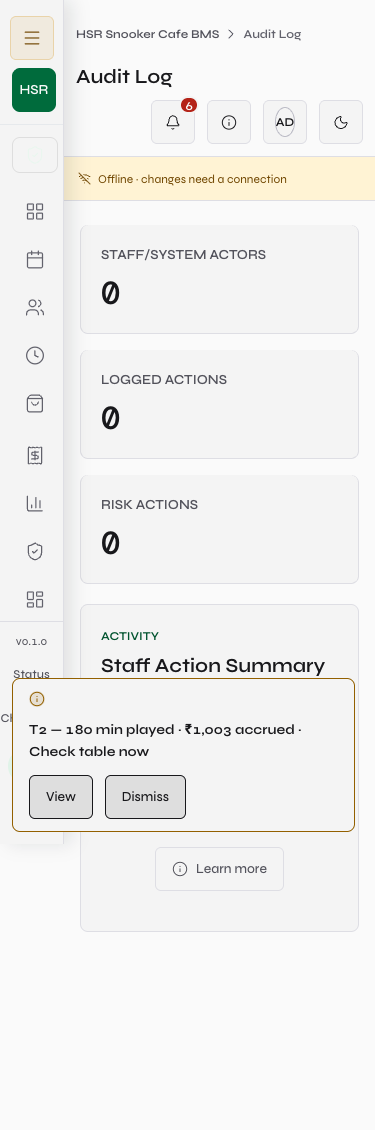 HSR Snooker Cafe BMS > Audit Log
HSR
Audit Log
6
AD
Offline · changes need a connection
STAFF/SYSTEM ACTORS
0
LOGGED ACTIONS
0
RISK ACTIONS
0
ACTIVITY
Staff Action Summary
v0.1.0
Status
T2 — 180 min played · ₹1,003 accrued ·
Check table now
View
Dismiss
Learn more